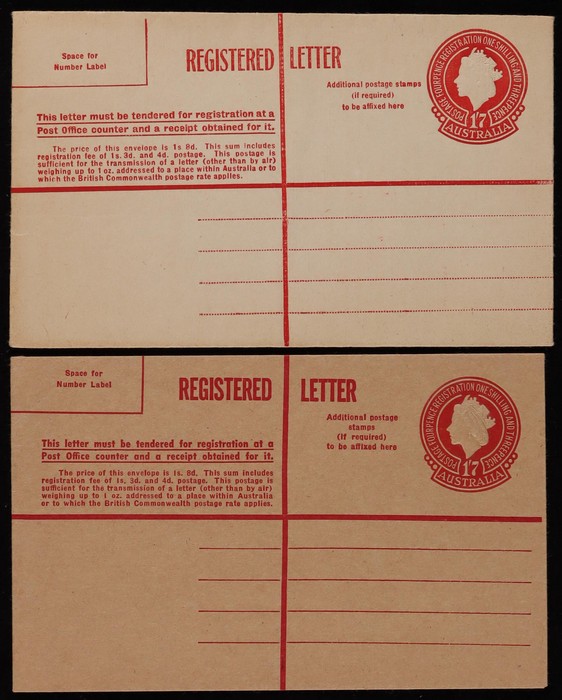 Space for
Number Label
REGISTERED LETTER
Additional postage stamps
(if required)
to be affixed here
POSTAGE FOURPENCE REGISTRATION ONE SHILLING AND THREEPENCE
1/7
AUSTRALIA
This letter must be tendered for registration at a
Post Office counter and a receipt obtained for it.
The price of this envelope is 1s 8d. This sum includes
registration fee of 1s. 3d. and 4d. postage. This postage is
sufficient for the transmission of a letter (other than by air)
weighing up to 1 oz. addressed to a place within Australia or to
which the British Commonwealth postage rate applies.
Space for
Number Label
REGISTERED LETTER
Additional postage
stamps
(if required)
to be affixed here
POSTAGE FOURPENCE REGISTRATION ONE SHILLING AND THREEPENCE
1/7
AUSTRALIA
This letter must be tendered for registration at a
Post Office counter and a receipt obtained for it.
The price of this envelope is 1s. 8d. This sum includes
registration fee of 1s. 3d. and 4d. postage. This postage is
sufficient for the transmission of a letter (other than by air)
weighing up to 1 oz. addressed to a place within Australia
or to which the British Commonwealth postage rate applies.